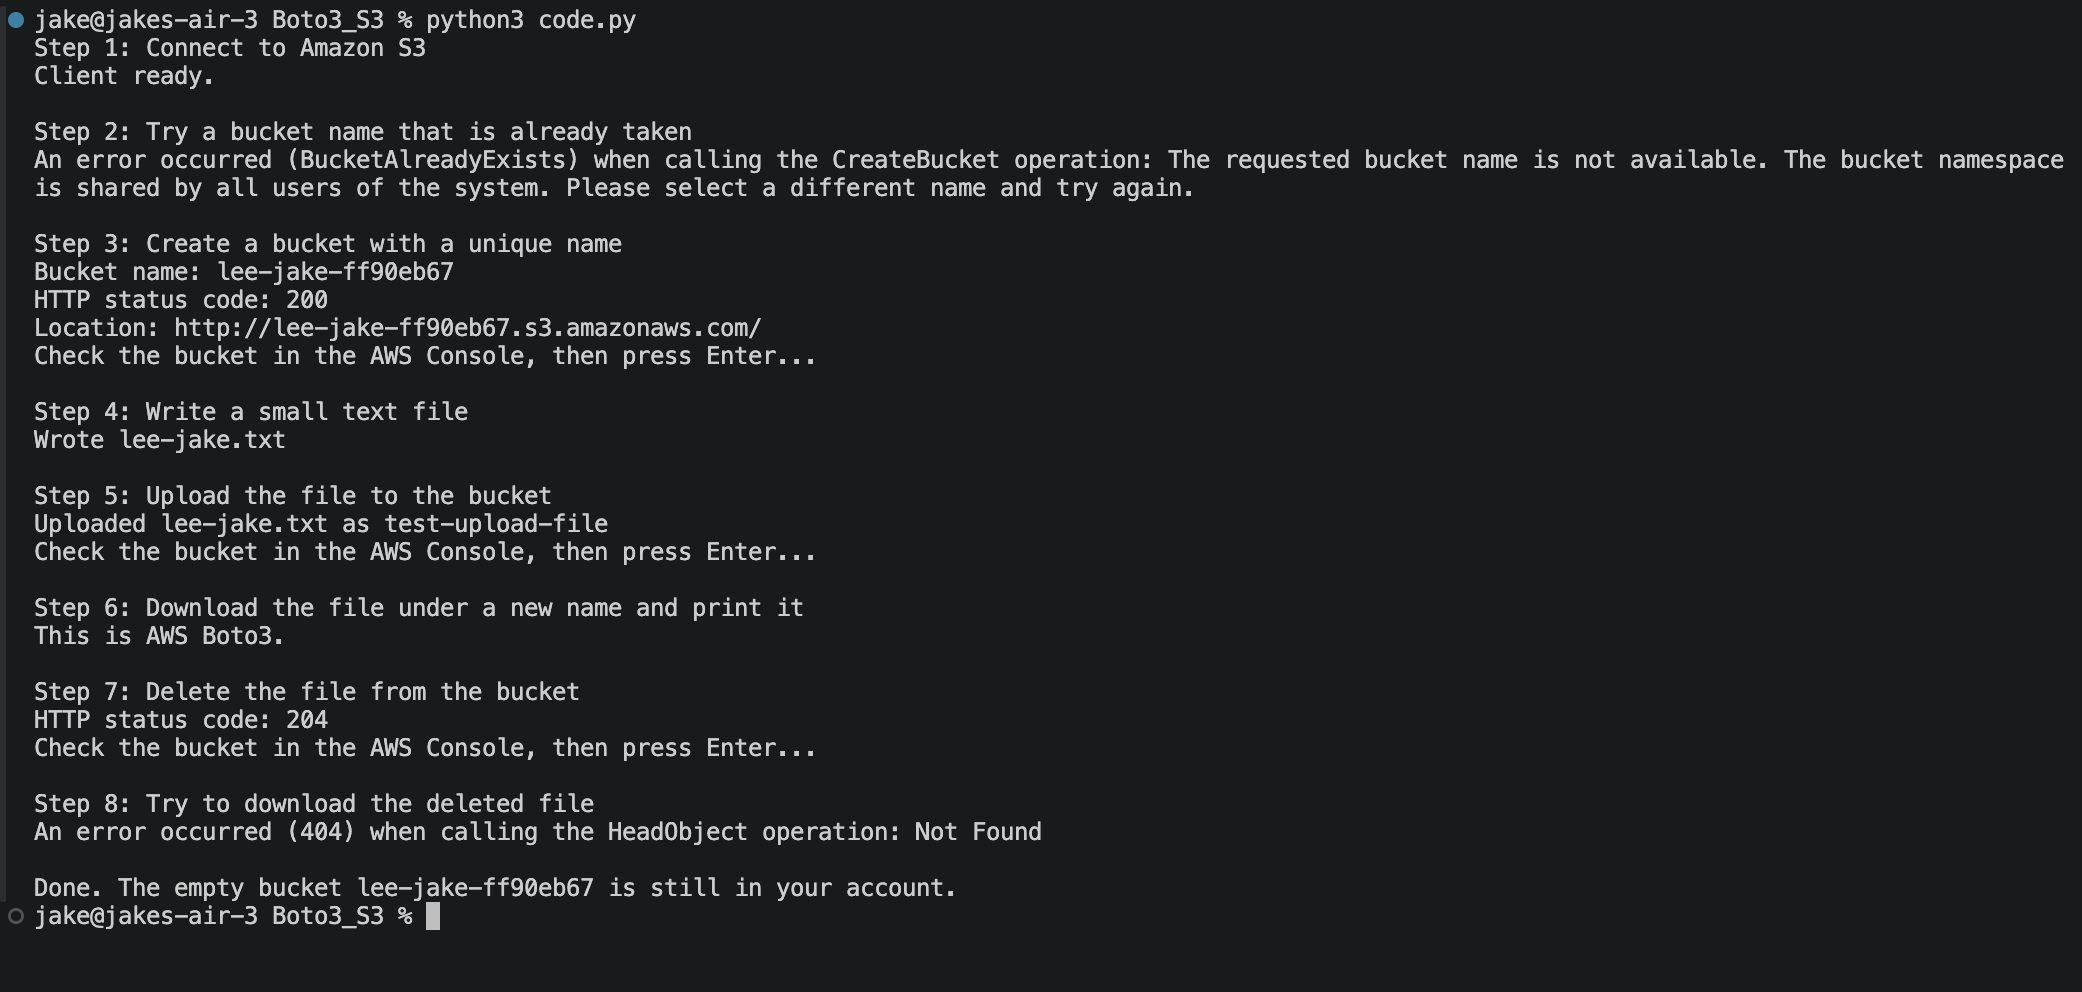 jake@jakes-air-3 Boto3_S3 % python3 code.py
Step 1: Connect to Amazon S3
Client ready.
Step 2: Try a bucket name that is already taken
An error occurred (BucketAlreadyExists) when calling the CreateBucket operation: The requested bucket name is not available. The bucket namespace
is shared by all users of the system. Please select a different name and try again.
Step 3: Create a bucket with a unique name
Bucket name: lee-jake-ff90eb67
HTTP status code: 200
Location: http://lee-jake-ff90eb67.s3.amazonaws.com/
Check the bucket in the AWS Console, then press Enter...
Step 4: Write a small text file
Wrote lee-jake.txt
Step 5: Upload the file to the bucket
Uploaded lee-jake.txt as test-upload-file
Check the bucket in the AWS Console, then press Enter...
Step 6: Download the file under a new name and print it
This is AWS Boto3.
Step 7: Delete the file from the bucket
HTTP status code: 204
Check the bucket in the AWS Console, then press Enter...
Step 8: Try to download the deleted file
An error occurred (404) when calling the HeadObject operation: Not Found
Done. The empty bucket lee-jake-ff90eb67 is still in your account.
jake@jakes-air-3 Boto3_S3 %